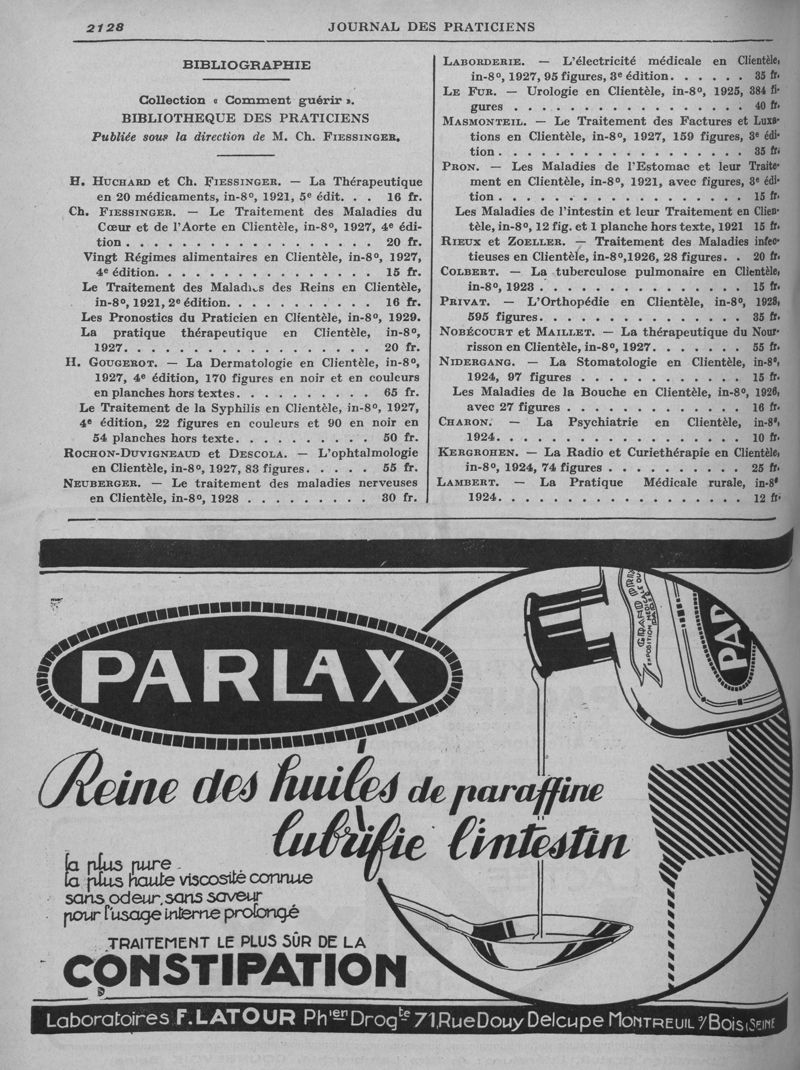 2128
JOURNAL DES PRATICIENS
BIBLIOGRAPHIE
Collection « Comment guérir ».
BIBLIOTHEQUE DES PRATICIENS
Publiée sous la direction de M. Ch. FIESSINGER.
H. HUCHARD et Ch. FIESSINGER. — La Thérapeutique
en 20 médicaments, in-8°, 1921, 5e édit. . . 16 fr.
Ch. FIESSINGER. — Le Traitement des Maladies du
Cœur et de l'Aorte en Clientèle, in-8°, 1927, 4e édi-
tion . . . . . . . . . . . . . . . . . . 20 fr.
Vingt Régimes alimentaires en Clientèle, in-8°, 1927,
4e édition. . . . . . . . . . . . . . . . 15 fr.
Le Traitement des Maladies des Reins en Clientèle,
in-8°, 1921, 2e édition. . . . . . . . . . . 16 fr.
Les Pronostics du Praticien en Clientèle, in-8°, 1929.
La pratique thérapeutique en Clientèle, in-8°,
1927. . . . . . . . . . . . . . . . . . 20 fr.
H. GOUGEROT. — La Dermatologie en Clientèle, in-8°,
1927, 4e édition, 170 figures en noir et en couleurs
en planches hors textes. . . . . . . . . . 65 fr.
Le Traitement de la Syphilis en Clientèle, in-8°, 1927,
4e édition, 22 figures en couleurs et 90 en noir en
54 planches hors texte. . . . . . . . . . 50 fr.
ROCHON-DUVIGNEAUD et DESCOLA. — L'ophtalmologie
en Clientèle, in-8°, 1927, 83 figures. . . . . 55 fr.
NEUBERGER. — Le traitement des maladies nerveuses
en Clientèle, in-8°, 1928 . . . . . . . . . 30 fr.
LABORDERIE. — L'électricité médicale en Clientèle,
in-8°, 1927, 95 figures, 3e édition. . . . . . 35 fr.
LE FUR. — Urologie en Clientèle, in-8°, 1925, 384 fi-
gures . . . . . . . . . . . . . . . . . 40 fr.
MASMONTEIL. — Le Traitement des Factures et Luxa-
tions en Clientèle, in-8°, 1927, 159 figures, 3e édi-
tion . . . . . . . . . . . . . . . . . . 35 fr.
PRON. — Les Maladies de l'Estomac et leur Traite-
ment en Clientèle, in-8°, 1921, avec figures, 3e édi-
tion . . . . . . . . . . . . . . . . . . 15 fr.
Les Maladies de l'intestin et leur Traitement en Clien-
tèle, in-8°, 12 fig. et 1 planche hors texte, 1921 15 fr.
RIEUX et ZOELLER. — Traitement des Maladies infec-
tieuses en Clientèle, in-8°,1926, 28 figures. . 20 fr.
COLBERT. — La tuberculose pulmonaire en Clientèle,
in-8°, 1923 . . . . . . . . . . . . . . . 15 fr.
PRIVAT. — L'Orthopédie en Clientèle, in-8°, 1928,
595 figures. . . . . . . . . . . . . . . 35 fr.
NOBÉCOURT et MAILLET. — La thérapeutique du Nour-
risson en Clientèle, in-8°, 1927. . . . . . . 55 fr.
NIDERGANG. — La Stomatologie en Clientèle, in-8°,
1924, 97 figures . . . . . . . . . . . . 15 fr.
Les Maladies de la Bouche en Clientèle, in-8°, 1926,
avec 27 figures . . . . . . . . . . . . . 16 fr.
CHARON. — La Psychiatrie en Clientèle, in-8°,
1924. . . . . . . . . . . . . . . . . . 10 fr.
KERGROHEN. — La Radio et Curiethérapie en Clientèle,
in-8°, 1924, 74 figures . . . . . . . . . . 25 fr.
LAMBERT. — La Pratique Médicale rurale, in-8°
1924. . . . . . . . . . . . . . . . . . 12 fr.
GRAND PRIX
EXPOSITION MEDICALE
PAR
PARLAX
Reine des huiles de paraffine
lubrifie l'intestin
la plus pure
la plus haute viscosité connue
sans odeur, sans saveur
pour l'usage interne prolongé
TRAITEMENT LE PLUS SÛR DE LA
CONSTIPATION
Laboratoires F. LATOUR Phien Drogte 71, Rue Douy Delcupe MONTREUIL s/Bois (SEINE